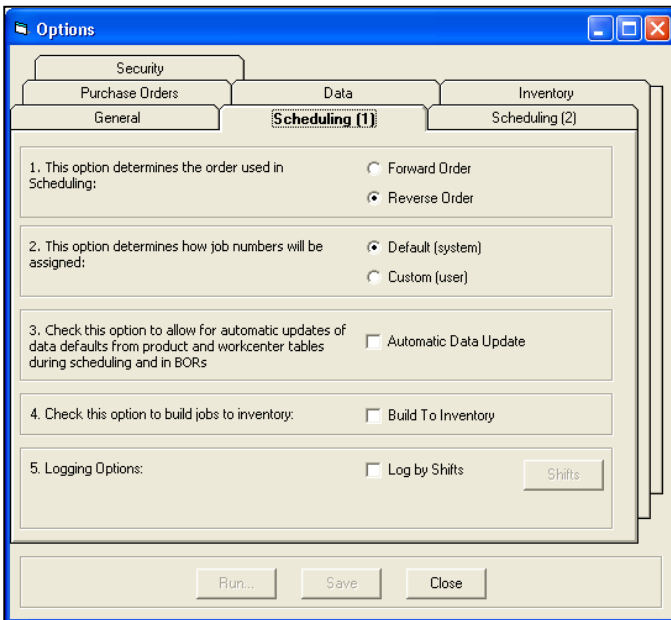 Options
Security
Purchase Orders
Data
Inventory
General
Scheduling (1)
Scheduling (2)
1. This option determines the order used in
Scheduling:
Forward Order
Reverse Order
2. This option determines how job numbers will be
assigned:
Default (system)
Custom (user)
3. Check this option to allow for automatic updates of
data defaults from product and workcenter tables
during scheduling and in BORs
Automatic Data Update
4. Check this option to build jobs to inventory:
Build To Inventory
5. Logging Options:
Log by Shifts
Shifts
Run...
Save
Close